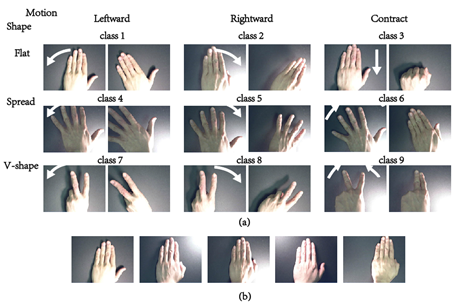 Motion Leftward Rightward Contract
Shape
class 1 class 2 class 3
Flat
class 4 class 5 class 6
Spread
class 7 class 8 class 9
V-shape
(a)
(b)